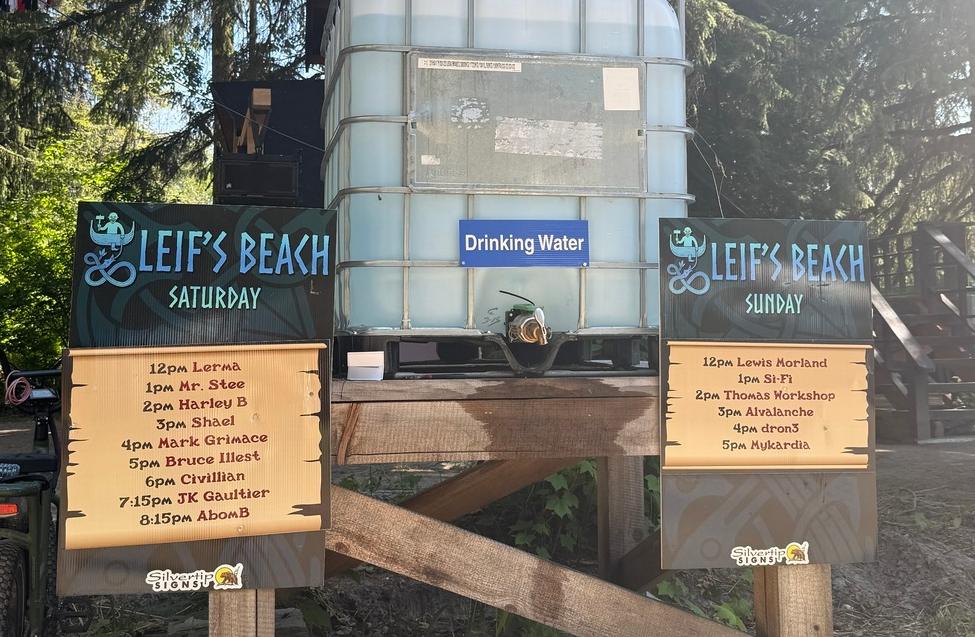 Drinking Water
LEIF'S BEACH
SATURDAY
12PM Lerma
1PM Mr. Stee
2PM Harley B
3PM Shael
4PM Mark Grimace
5PM Bruce Illest
6PM Civillian
7:15PM JK Gaultier
8:15PM AbomB
Silvertip
SIGNS
LEIF'S BEACH
SUNDAY
12PM Lewis Morland
1PM Si-Fi
2PM Thomas Workshop
3PM Alvalanche
4PM dron3
5PM Mykardia
Silvertip
SIGNS